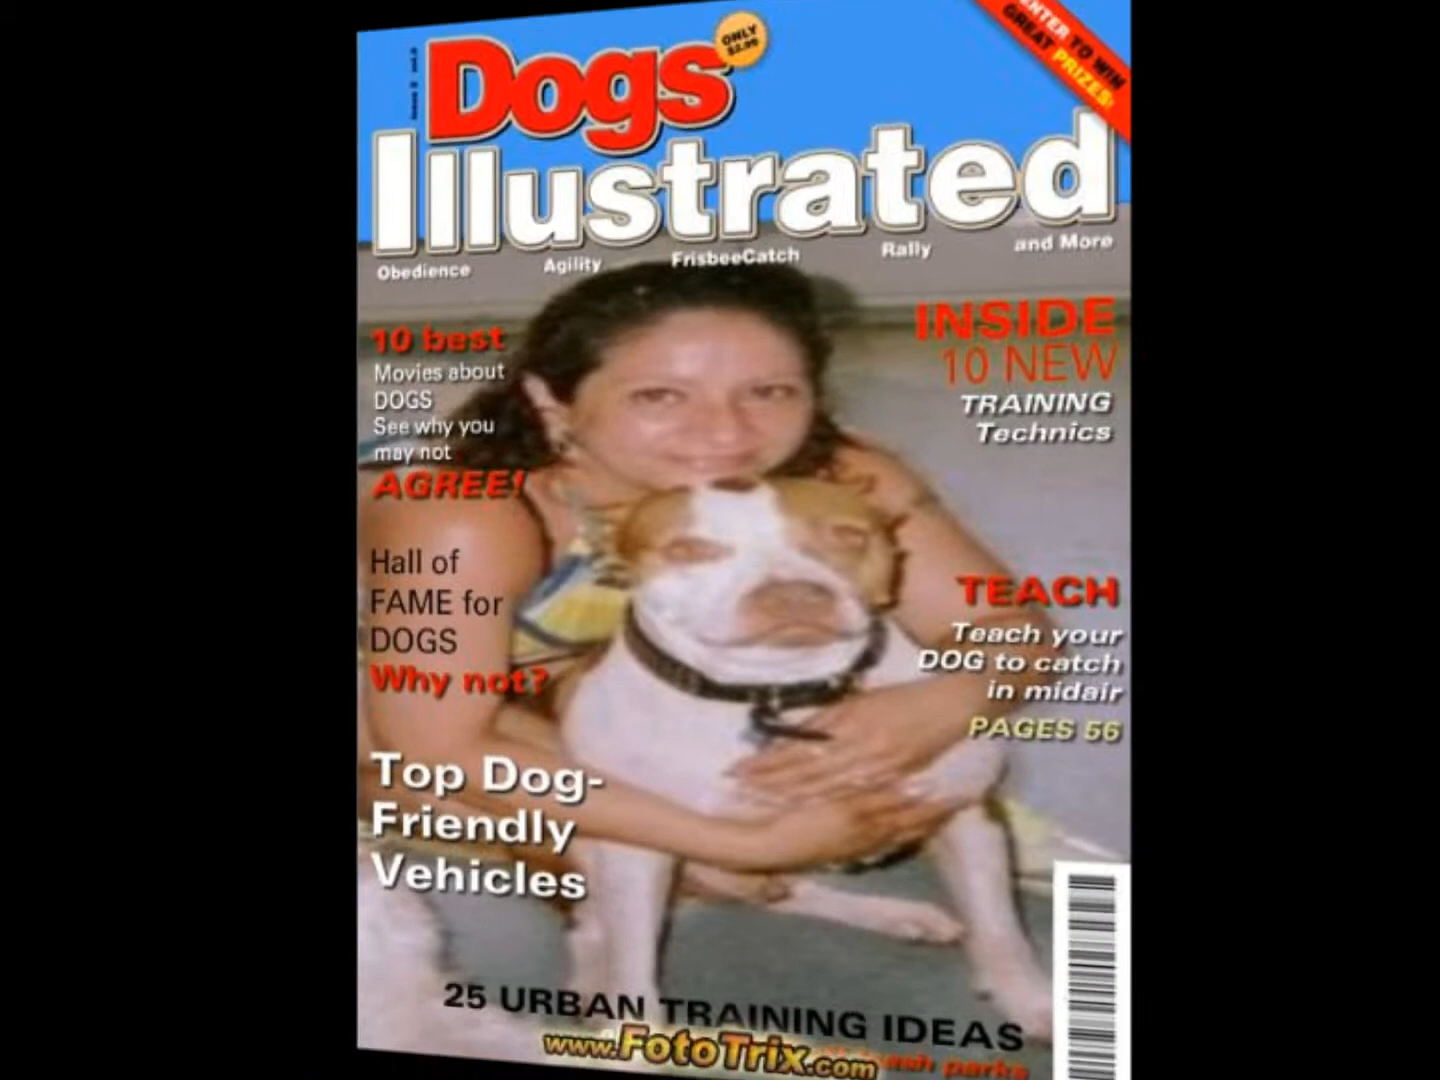 ONLY
$2.99
ENTER TO WIN
GREAT PRIZES!
Dogs
Illustrated
Obedience Agility FrisbeeCatch Rally and More
10 best
Movies about
DOGS
See why you
may not
AGREE!
INSIDE
10 NEW
TRAINING
Technics
Hall of
FAME for
DOGS
Why not?
TEACH
Teach your
DOG to catch
in midair
PAGES 56
Top Dog-
Friendly
Vehicles
25 URBAN TRAINING IDEAS
www.FotoTrix.com
parks